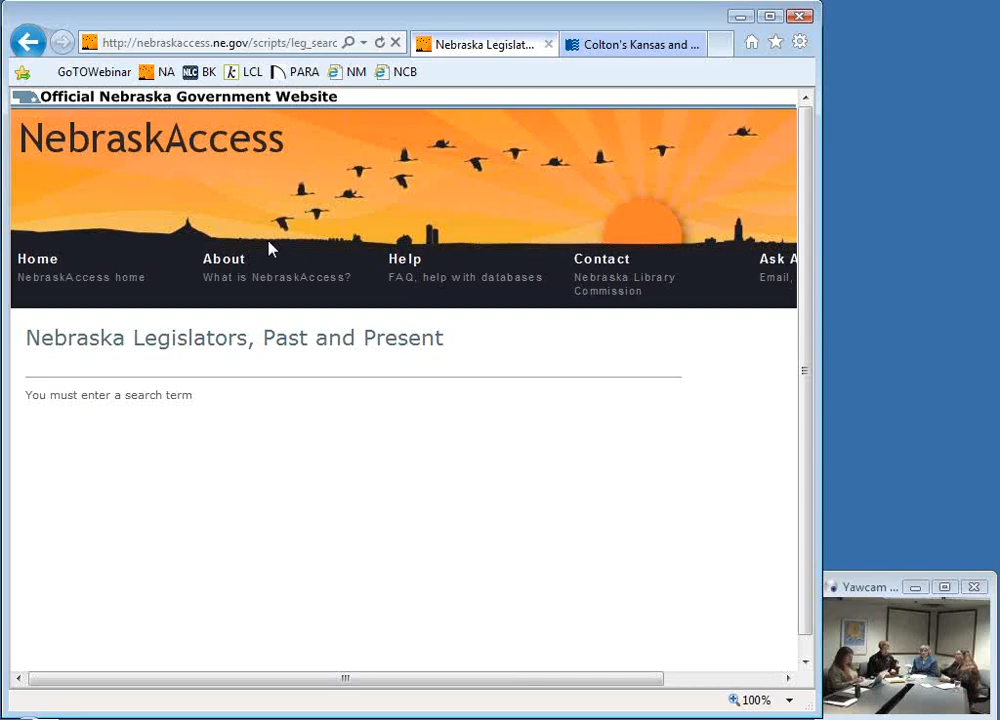 http://nebraskaccess.ne.gov/scripts/leg_searc
Nebraska Legislat...
Colton's Kansas and ...
GoTOWebinar NA NLC BK k LCL PARA NM NCB
Official Nebraska Government Website
NebraskAccess
Home About Help Contact Ask A
NebraskAccess home What is NebraskAccess? FAQ, help with databases Nebraska Library Email,
Commission
Nebraska Legislators, Past and Present
You must enter a search term
Yawcam ...
100%